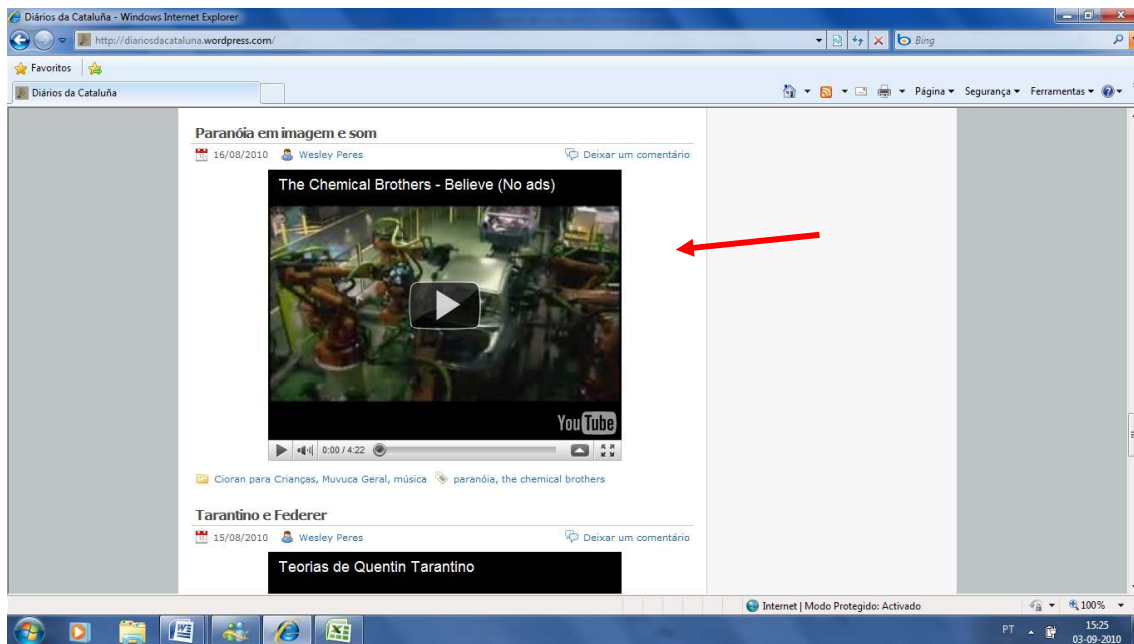 Diários da Cataluña - Windows Internet Explorer
http://diariosdacataluna.wordpress.com/
Bing
Favoritos
Diários da Cataluña
Página
Segurança
Ferramentas
Paranóia em imagem e som
16/08/2010 Wesley Peres Deixar um comentário
The Chemical Brothers - Believe (No ads)
YouTube
0:00 / 4:22
Cioran para Crianças, Muvuca Geral, música paranóia, the chemical brothers
Tarantino e Federer
15/08/2010 Wesley Peres Deixar um comentário
Teorias de Quentin Tarantino
Internet | Modo Protegido: Activado
100%
PT
15:25
03-09-2010